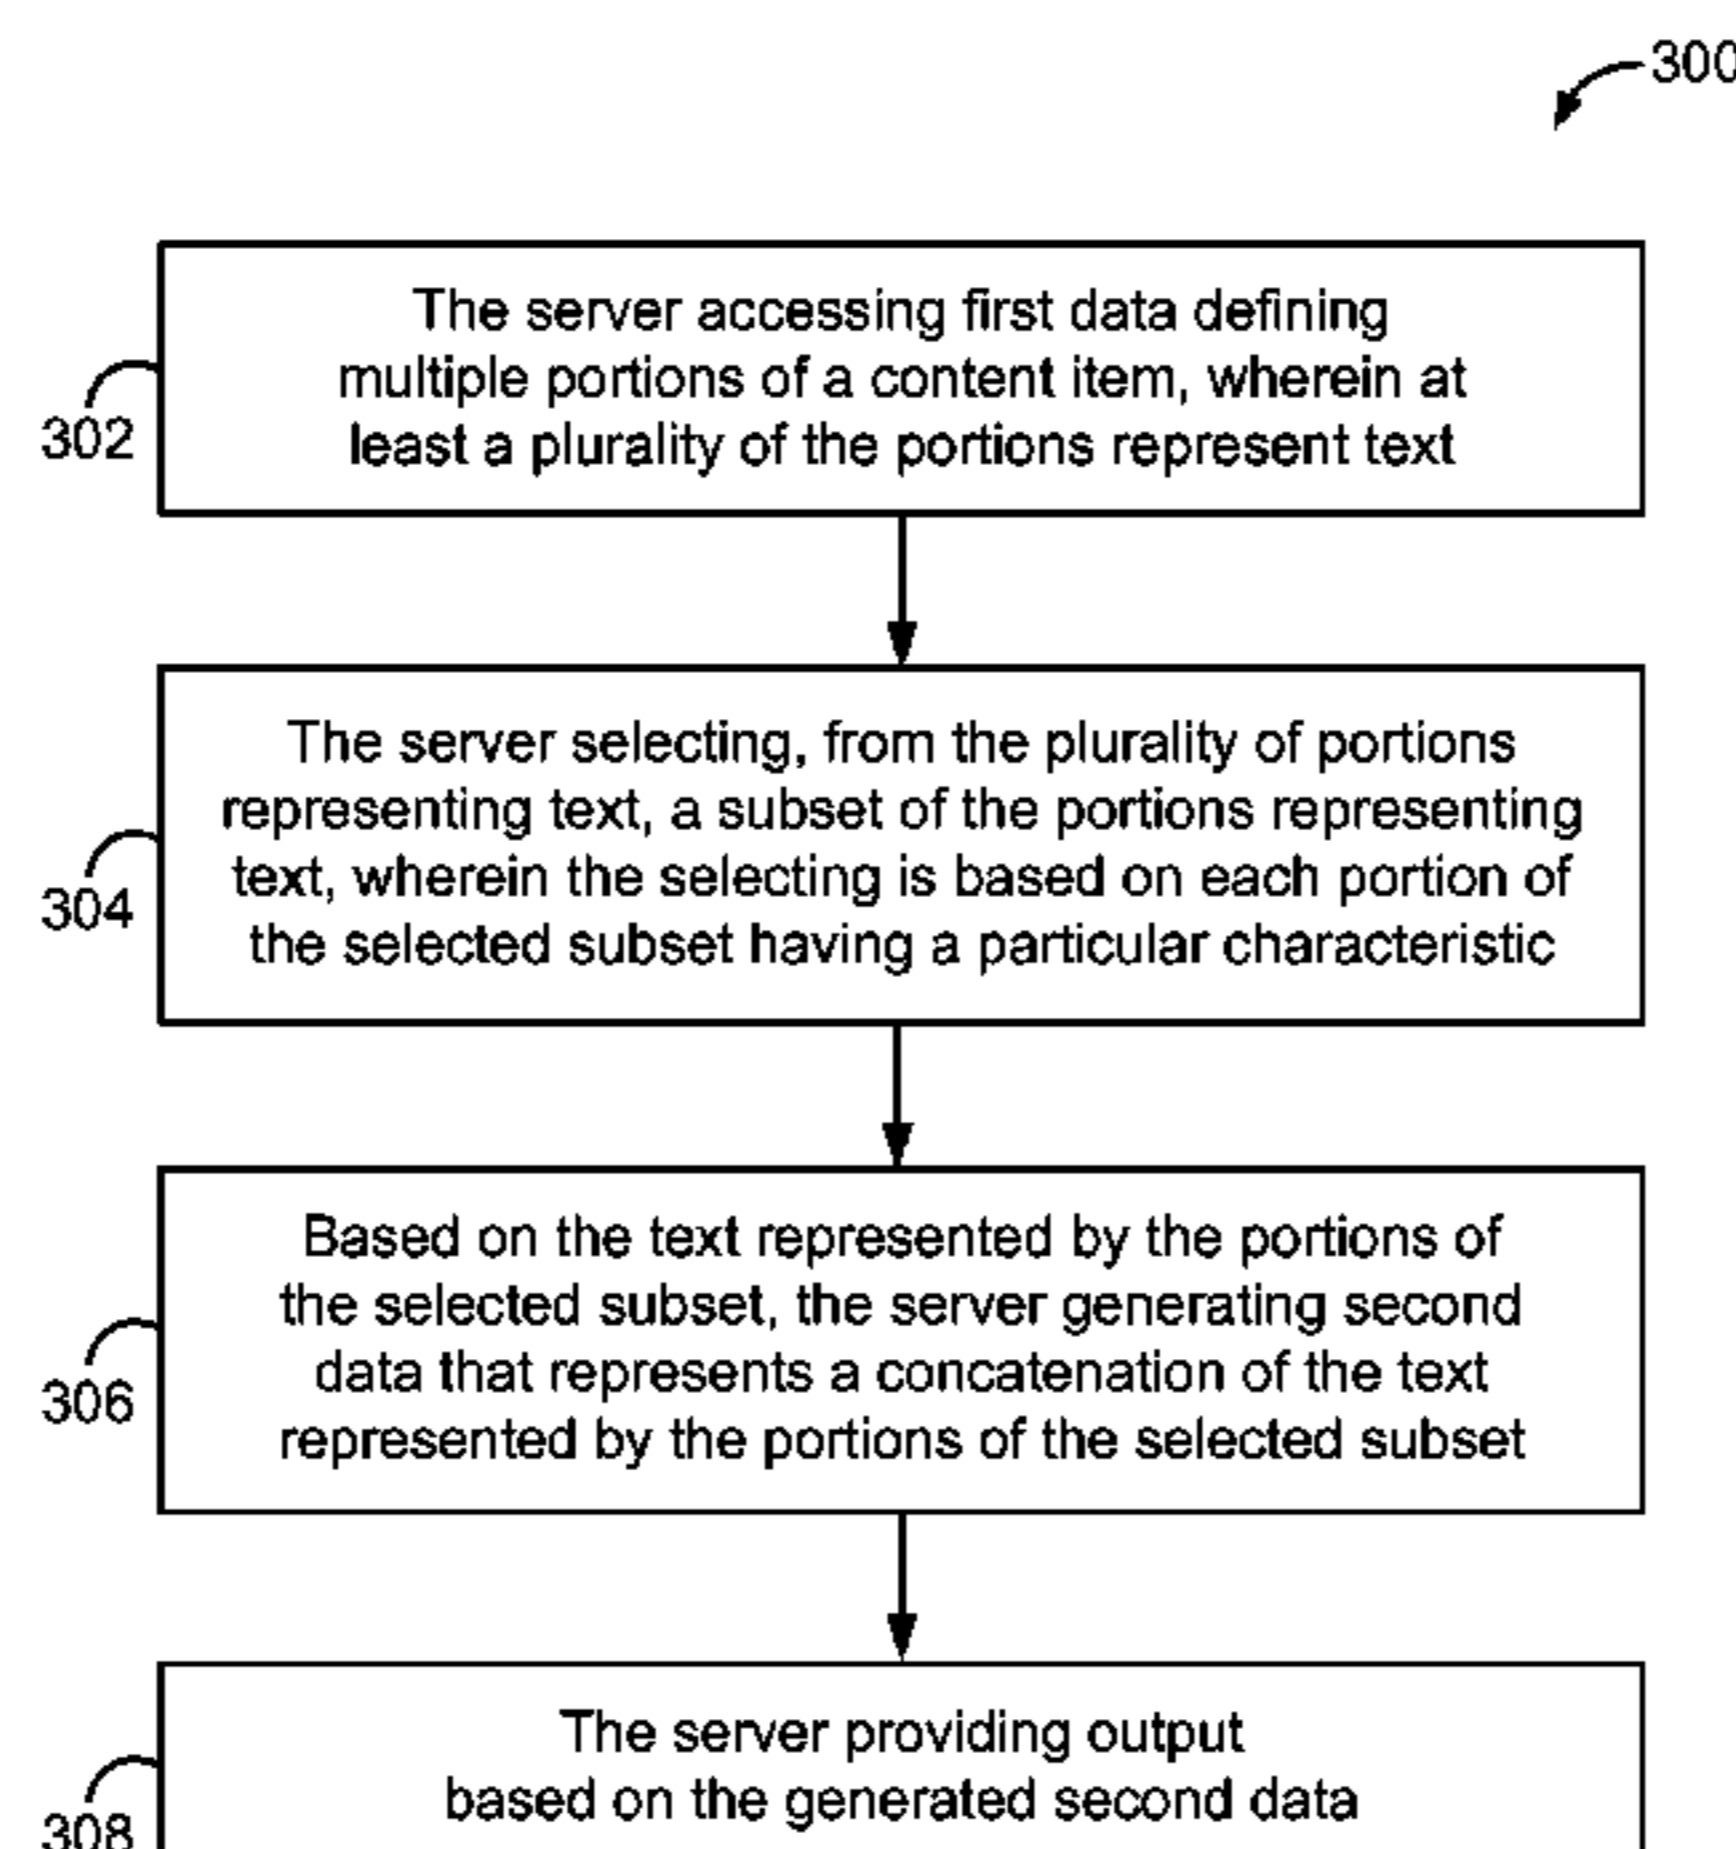 300
The server accessing first data defining
multiple portions of a content item, wherein at
least a plurality of the portions represent text
302
The server selecting, from the plurality of portions
representing text, a subset of the portions representing
text, wherein the selecting is based on each portion of
the selected subset having a particular characteristic
304
Based on the text represented by the portions of
the selected subset, the server generating second
data that represents a concatenation of the text
represented by the portions of the selected subset
306
The server providing output
based on the generated second data
308